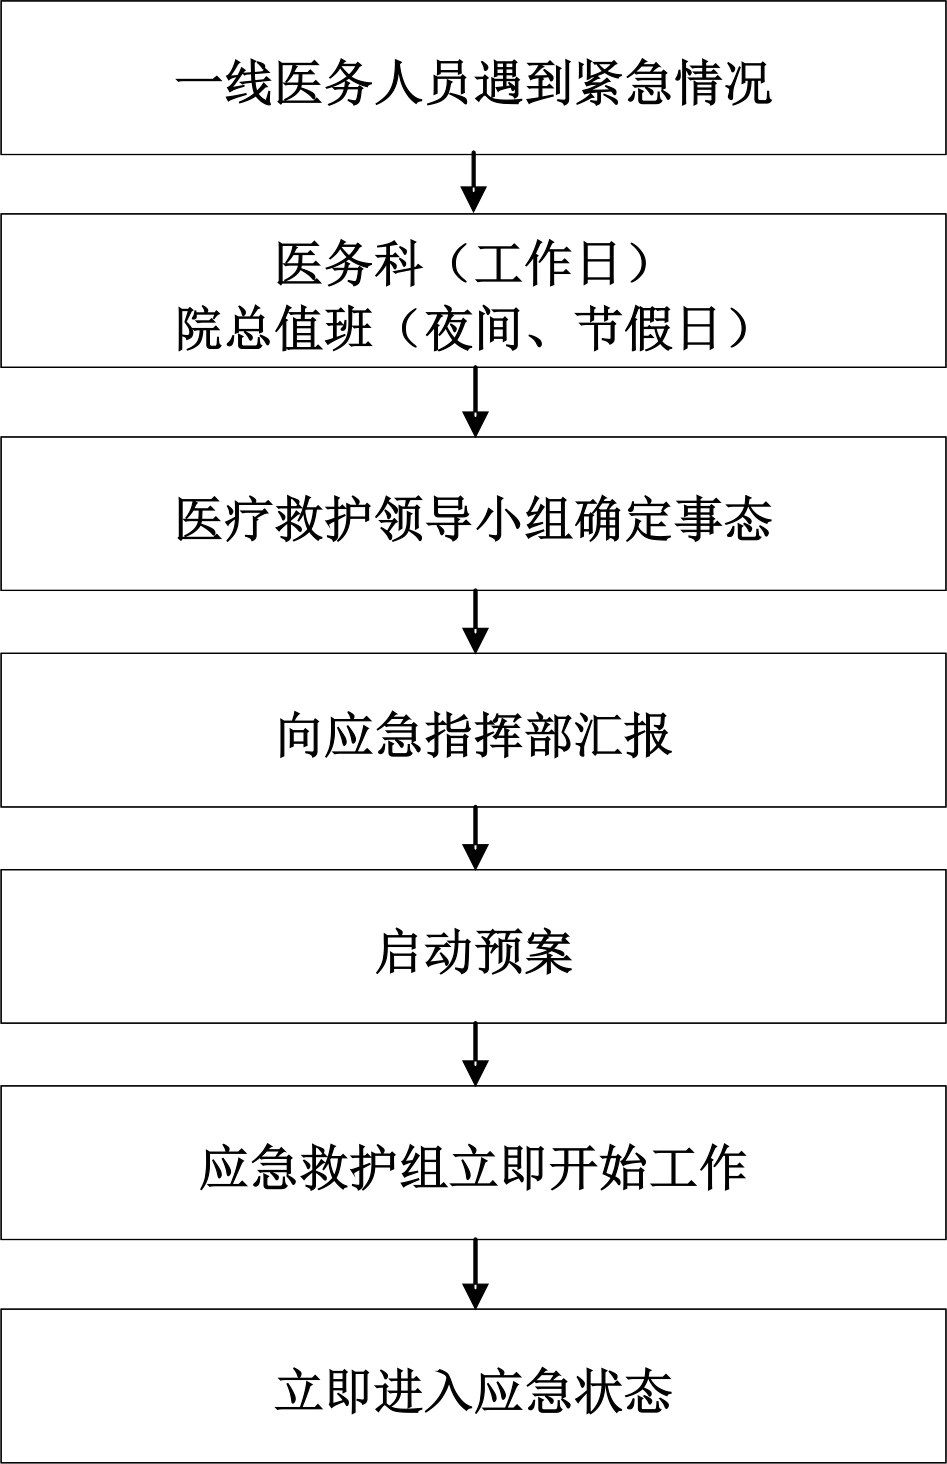 一线医务人员遇到紧急情况
医务科（工作日）
院总值班（夜间、节假日）
医疗救护领导小组确定事态
向应急指挥部汇报
启动预案
应急救护组立即开始工作
立即进入应急状态